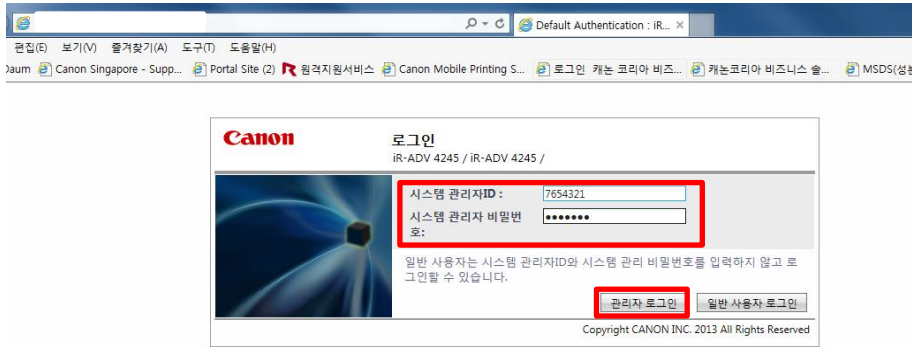 Default Authentication : iR... ×
편집(E) 보기(V) 즐겨찾기(A) 도구(T) 도움말(H)
Daum Canon Singapore - Supp... Portal Site (2) 원격지원서비스 Canon Mobile Printing S... 로그인 캐논 코리아 비즈... 캐논코리아 비즈니스 솔... MSDS(성분
Canon
로그인
iR-ADV 4245 / iR-ADV 4245 /
시스템 관리자ID :
7654321
시스템 관리자 비밀번
호:
•••••••
일반 사용자는 시스템 관리자ID와 시스템 관리 비밀번호를 입력하지 않고 로
그인할 수 있습니다.
관리자 로그인 일반 사용자 로그인
Copyright CANON INC. 2013 All Rights Reserved